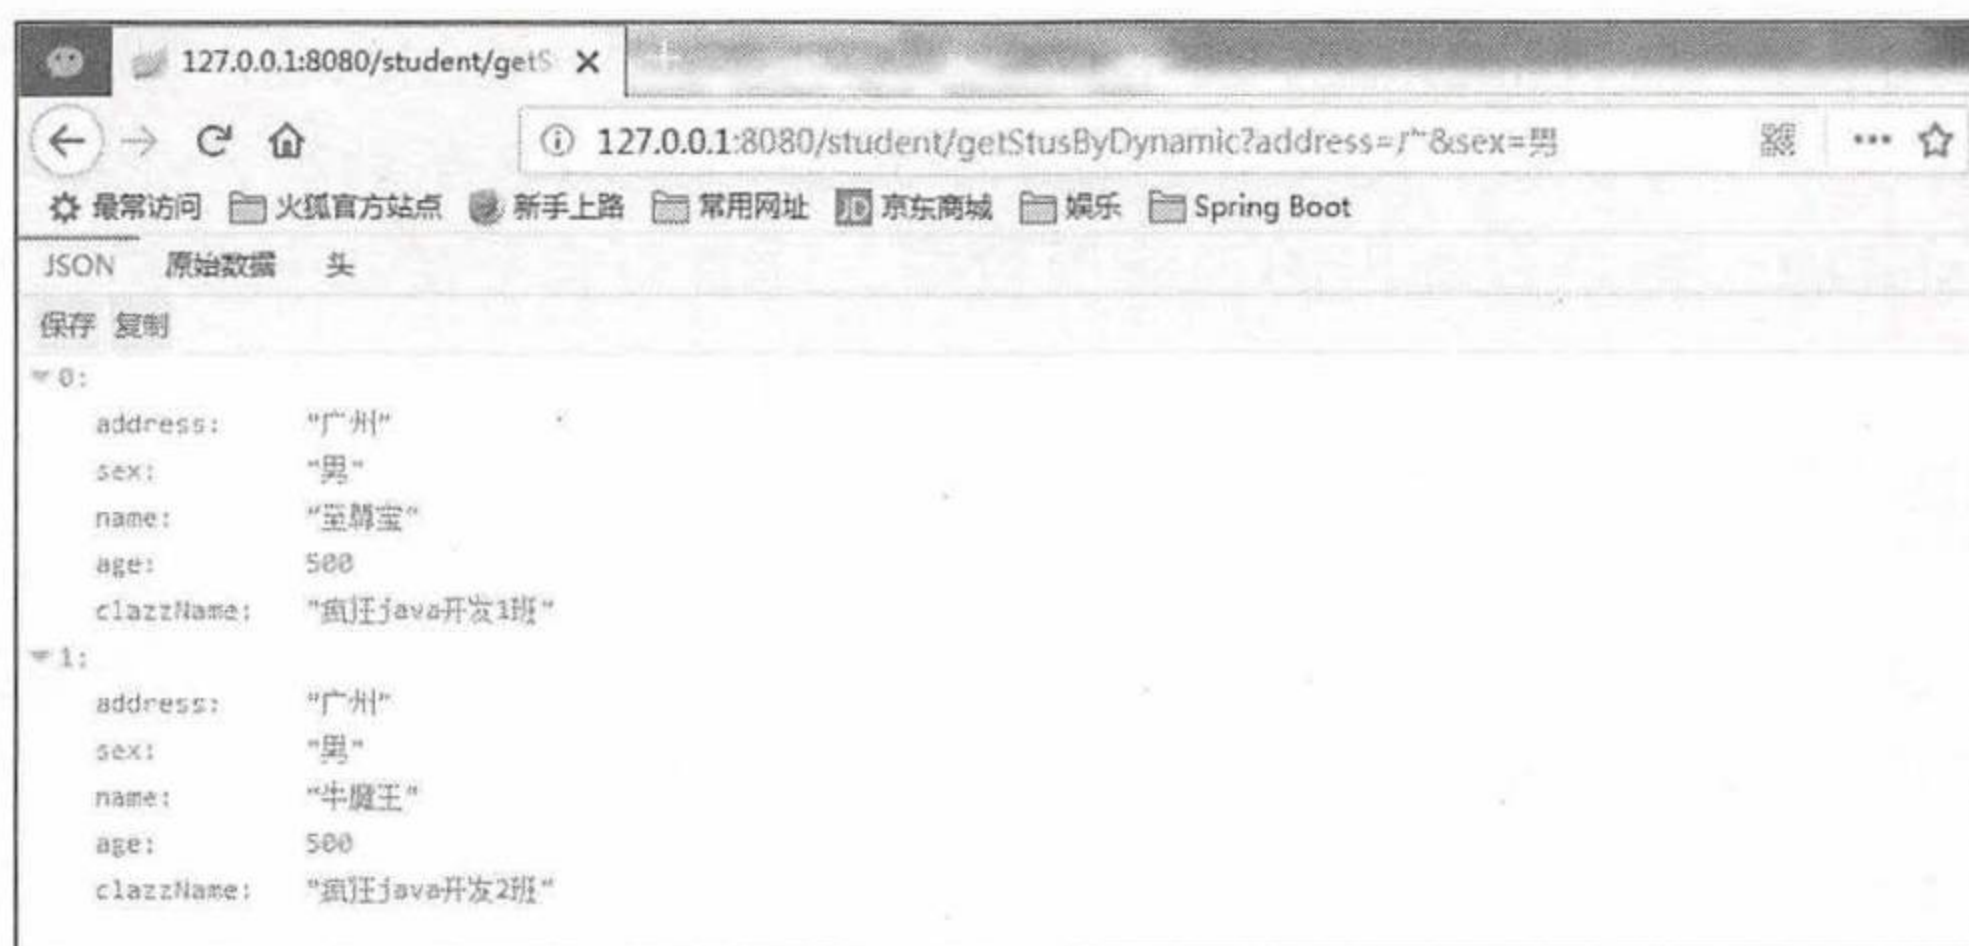 127.0.0.1:8080/student/getS
127.0.0.1:8080/student/getStusByDynamic?address=广&sex=男
最常访问 火狐官方站点 新手上路 常用网址 JD 京东商城 娱乐 Spring Boot
JSON 原始数据 头
保存 复制
0:
address: "广州"
sex: "男"
name: "至尊宝"
age: 500
clazzName: "疯狂java开发1班"
1:
address: "广州"
sex: "男"
name: "牛魔王"
age: 500
clazzName: "疯狂java开发2班"